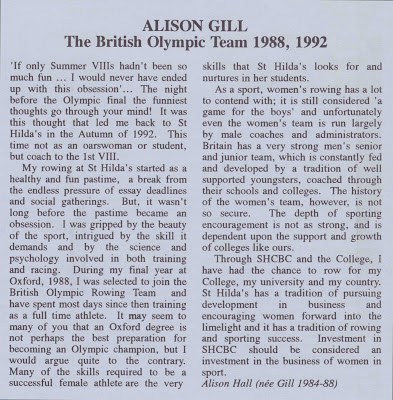 ALISON GILL
The British Olympic Team 1988, 1992
'If only Summer VIIIs hadn't been so
much fun ... I would never have ended
up with this obsession'... The night
before the Olympic final the funniest
thoughts go through your mind! It was
this thought that led me back to St
Hilda's in the Autumn of 1992. This
time not as an oarswoman or student,
but coach to the 1st VIII.
My rowing at St Hilda's started as a
healthy and fun pastime, a break from
the endless pressure of essay deadlines
and social gatherings. But, it wasn't
long before the pastime became an
obsession. I was gripped by the beauty
of the sport, intrigued by the skill it
demands and by the science and
psychology involved in both training
and racing. During my final year at
Oxford, 1988, I was selected to join the
British Olympic Rowing Team and
have spent most days since then training
as a full time athlete. It may seem to
many of you that an Oxford degree is
not perhaps the best preparation for
becoming an Olympic champion, but I
would argue quite to the contrary.
Many of the skills required to be a
successful female athlete are the very
skills that St Hilda's looks for and
nurtures in her students.
As a sport, women's rowing has a lot
to contend with; it is still considered 'a
game for the boys' and unfortunately
even the women's team is run largely
by male coaches and administrators.
Britain has a very strong men's senior
and junior team, which is constantly fed
and developed by a tradition of well
supported youngsters, coached through
their schools and colleges. The history
of the women's team, however, is not
so secure. The depth of sporting
encouragement is not as strong, and is
dependent upon the support and growth
of colleges like ours.
Through SHCBC and the College, I
have had the chance to row for my
College, my university and my country.
St Hilda's has a tradition of pursuing
development in business and
encouraging women forward into the
limelight and it has a tradition of rowing
and sporting success. Investment in
SHCBC should be considered an
investment in the business of women in
sport.
Alison Hall (née Gill 1984-88)